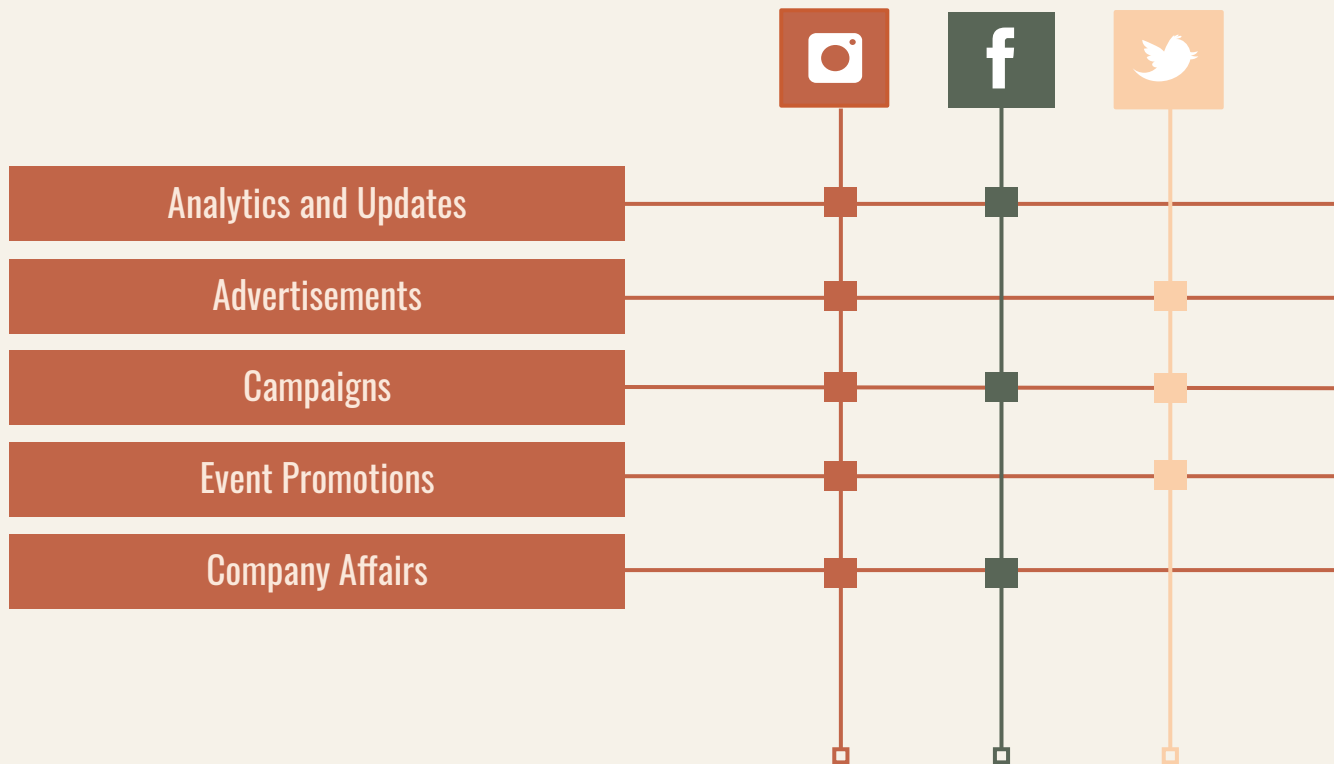 Analytics and Updates
Advertisements
Campaigns
Event Promotions
Company Affairs